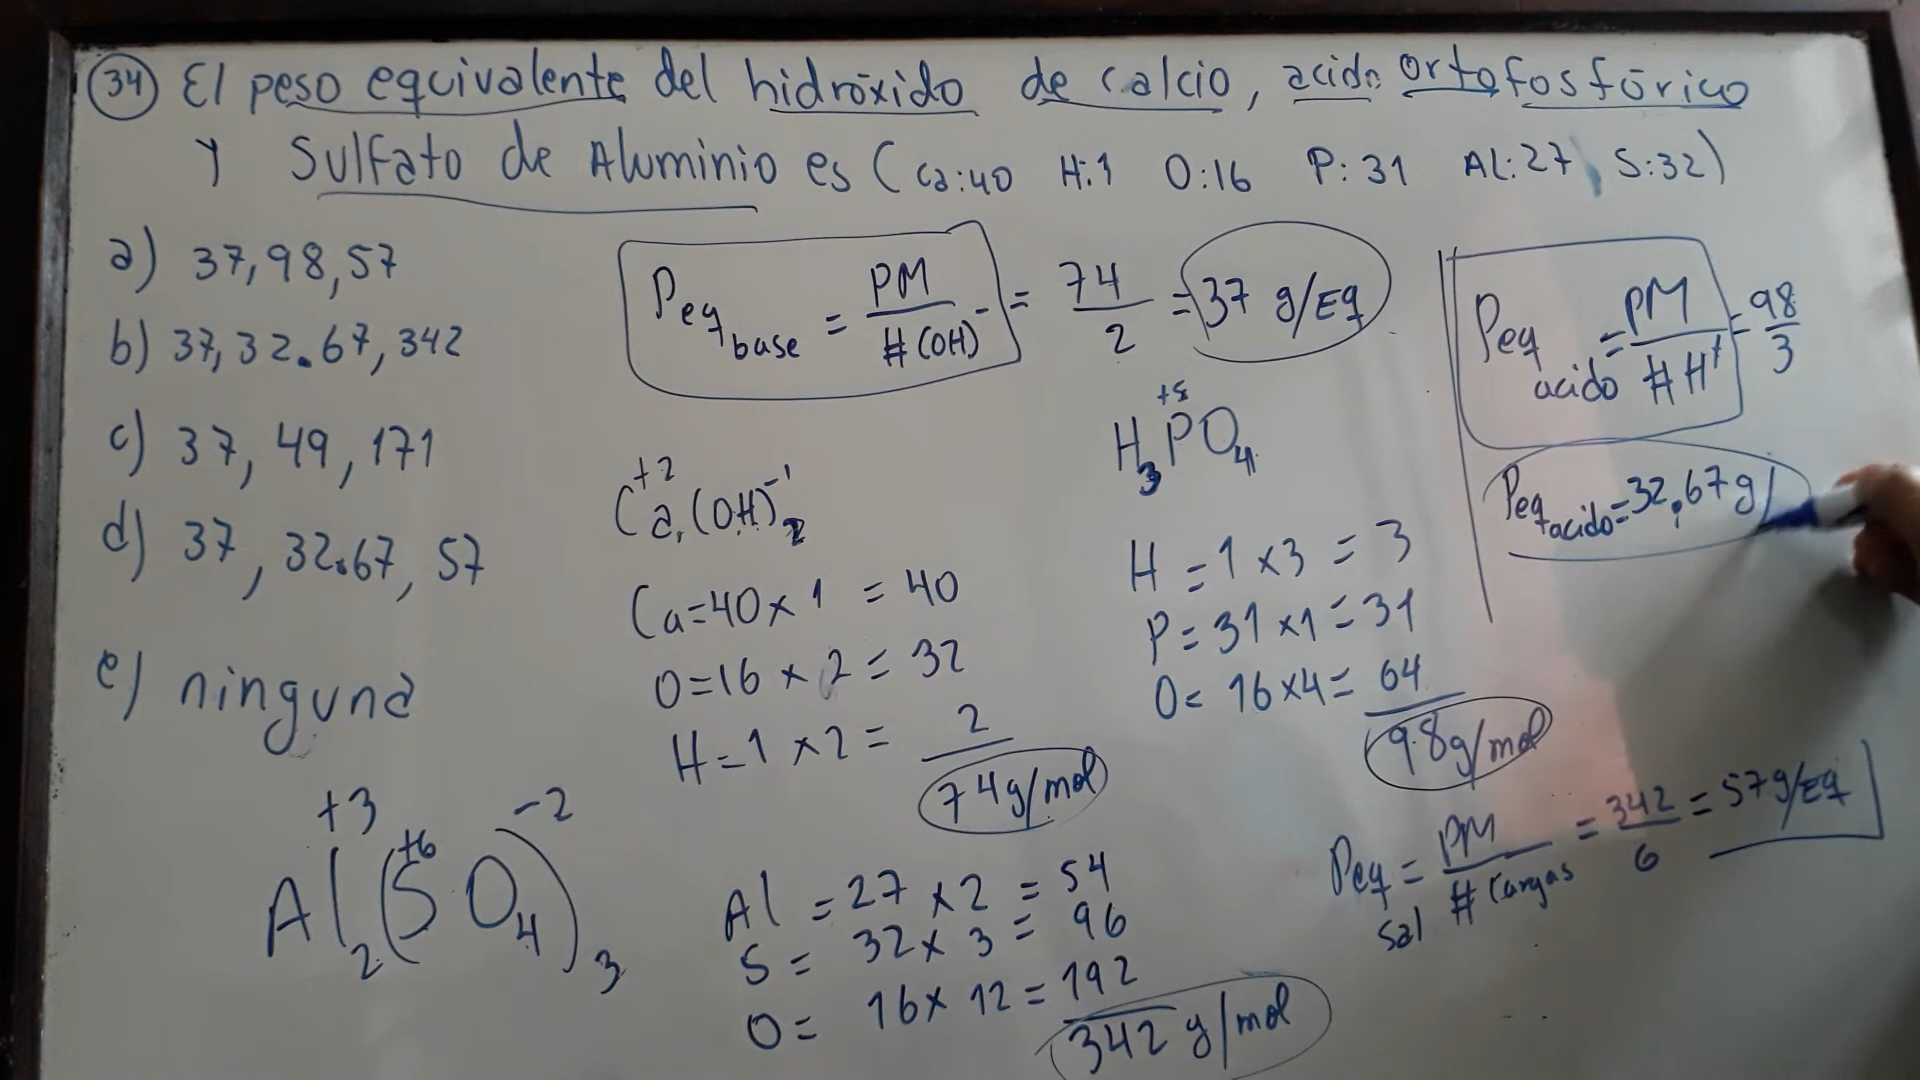 34 El peso equivalente del hidróxido de calcio, acido ortofosfórico
y Sulfato de Aluminio es (Ca:40 H:1 O:16 P:31 Al:27 S:32)
a) 37, 98, 57
b) 37, 32.67, 342
c) 37, 49, 171
d) 37, 32.67, 57
e) ninguna
Peq base = PM / # (OH)⁻ = 74 / 2 = 37 g/Eq
Ca⁺² (OH)₂⁻¹
Ca = 40 x 1 = 40
O = 16 x 2 = 32
H = 1 x 2 = 2
74 g/mol
H₃P⁺⁵O₄
H = 1 x 3 = 3
P = 31 x 1 = 31
O = 16 x 4 = 64
98 g/mol
Peq acido = PM / # H⁺ = 98 / 3
Peq acido = 32,67 g/
+3 +6 -2
Al₂(SO₄)₃
Al = 27 x 2 = 54
S = 32 x 3 = 96
O = 16 x 12 = 192
342 g/mol
Peq sal = PM / # Cargas = 342 / 6 = 57 g/Eq